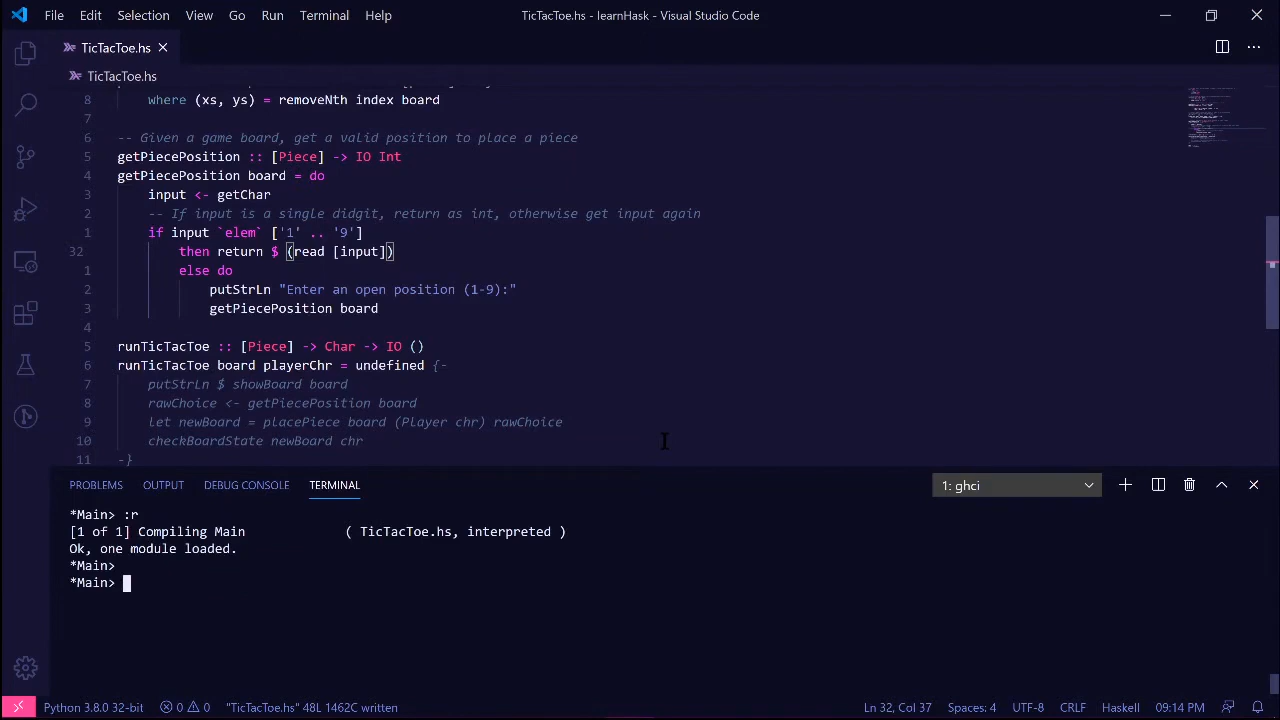 File Edit Selection View Go Run Terminal Help TicTacToe.hs - learnHask - Visual Studio Code
TicTacToe.hs
TicTacToe.hs
8 where (xs, ys) = removeNth index board
7
6 -- Given a game board, get a valid position to place a piece
5 getPiecePosition :: [Piece] -> IO Int
4 getPiecePosition board = do
3 input <- getChar
2 -- If input is a single didgit, return as int, otherwise get input again
1 if input `elem` ['1' .. '9']
32 then return $ (read [input])
1 else do
2 putStrLn "Enter an open position (1-9):"
3 getPiecePosition board
4
5 runTicTacToe :: [Piece] -> Char -> IO ()
6 runTicTacToe board playerChr = undefined {-
7 putStrLn $ showBoard board
8 rawChoice <- getPiecePosition board
9 let newBoard = placePiece board (Player chr) rawChoice
10 checkBoardState newBoard chr
11 -}
PROBLEMS OUTPUT DEBUG CONSOLE TERMINAL 1: ghci
*Main> :r
[1 of 1] Compiling Main ( TicTacToe.hs, interpreted )
Ok, one module loaded.
*Main>
*Main>
Python 3.8.0 32-bit 0 0 "TicTacToe.hs" 48L 1462C written Ln 32, Col 37 Spaces: 4 UTF-8 CRLF Haskell 09:14 PM